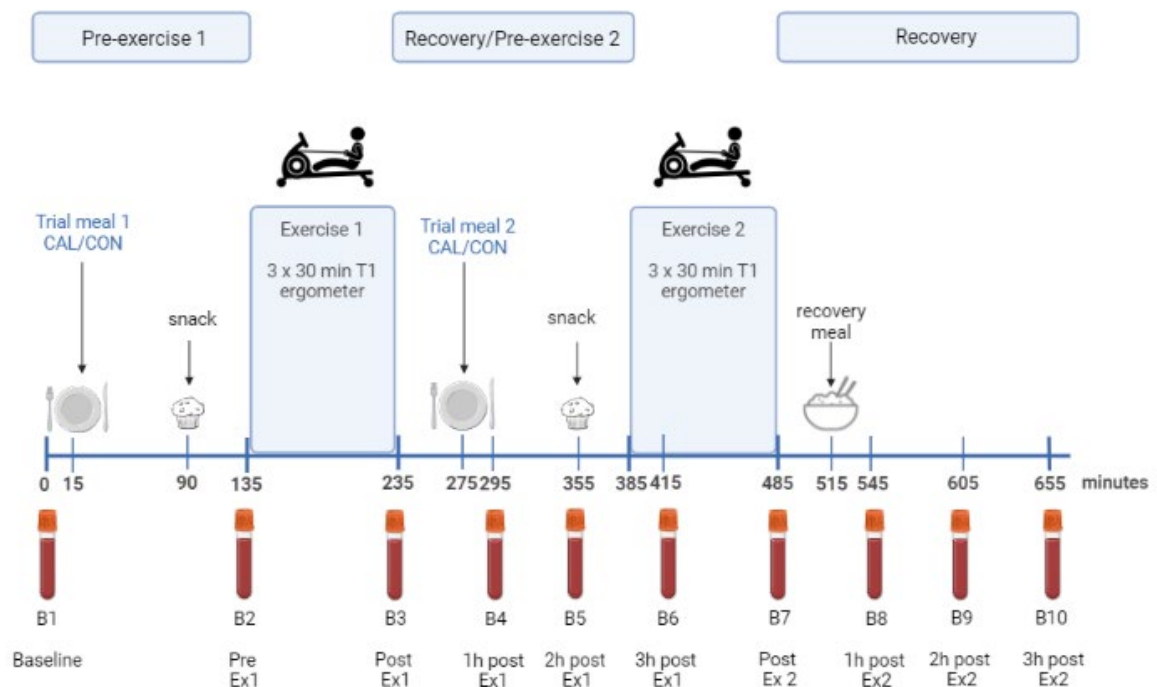 Pre-exercise 1
Recovery/Pre-exercise 2
Recovery
Trial meal 1
CAL/CON
snack
Exercise 1
3 x 30 min T1
ergometer
Trial meal 2
CAL/CON
snack
Exercise 2
3 x 30 min T1
ergometer
recovery
meal
0 15 90 135 235 275 295 355 385 415 485 515 545 605 655 minutes
B1 B2 B3 B4 B5 B6 B7 B8 B9 B10
Baseline
Pre
Ex1
Post
Ex1
1h post
Ex1
2h post
Ex1
3h post
Ex1
Post
Ex 2
1h post
Ex2
2h post
Ex2
3h post
Ex2